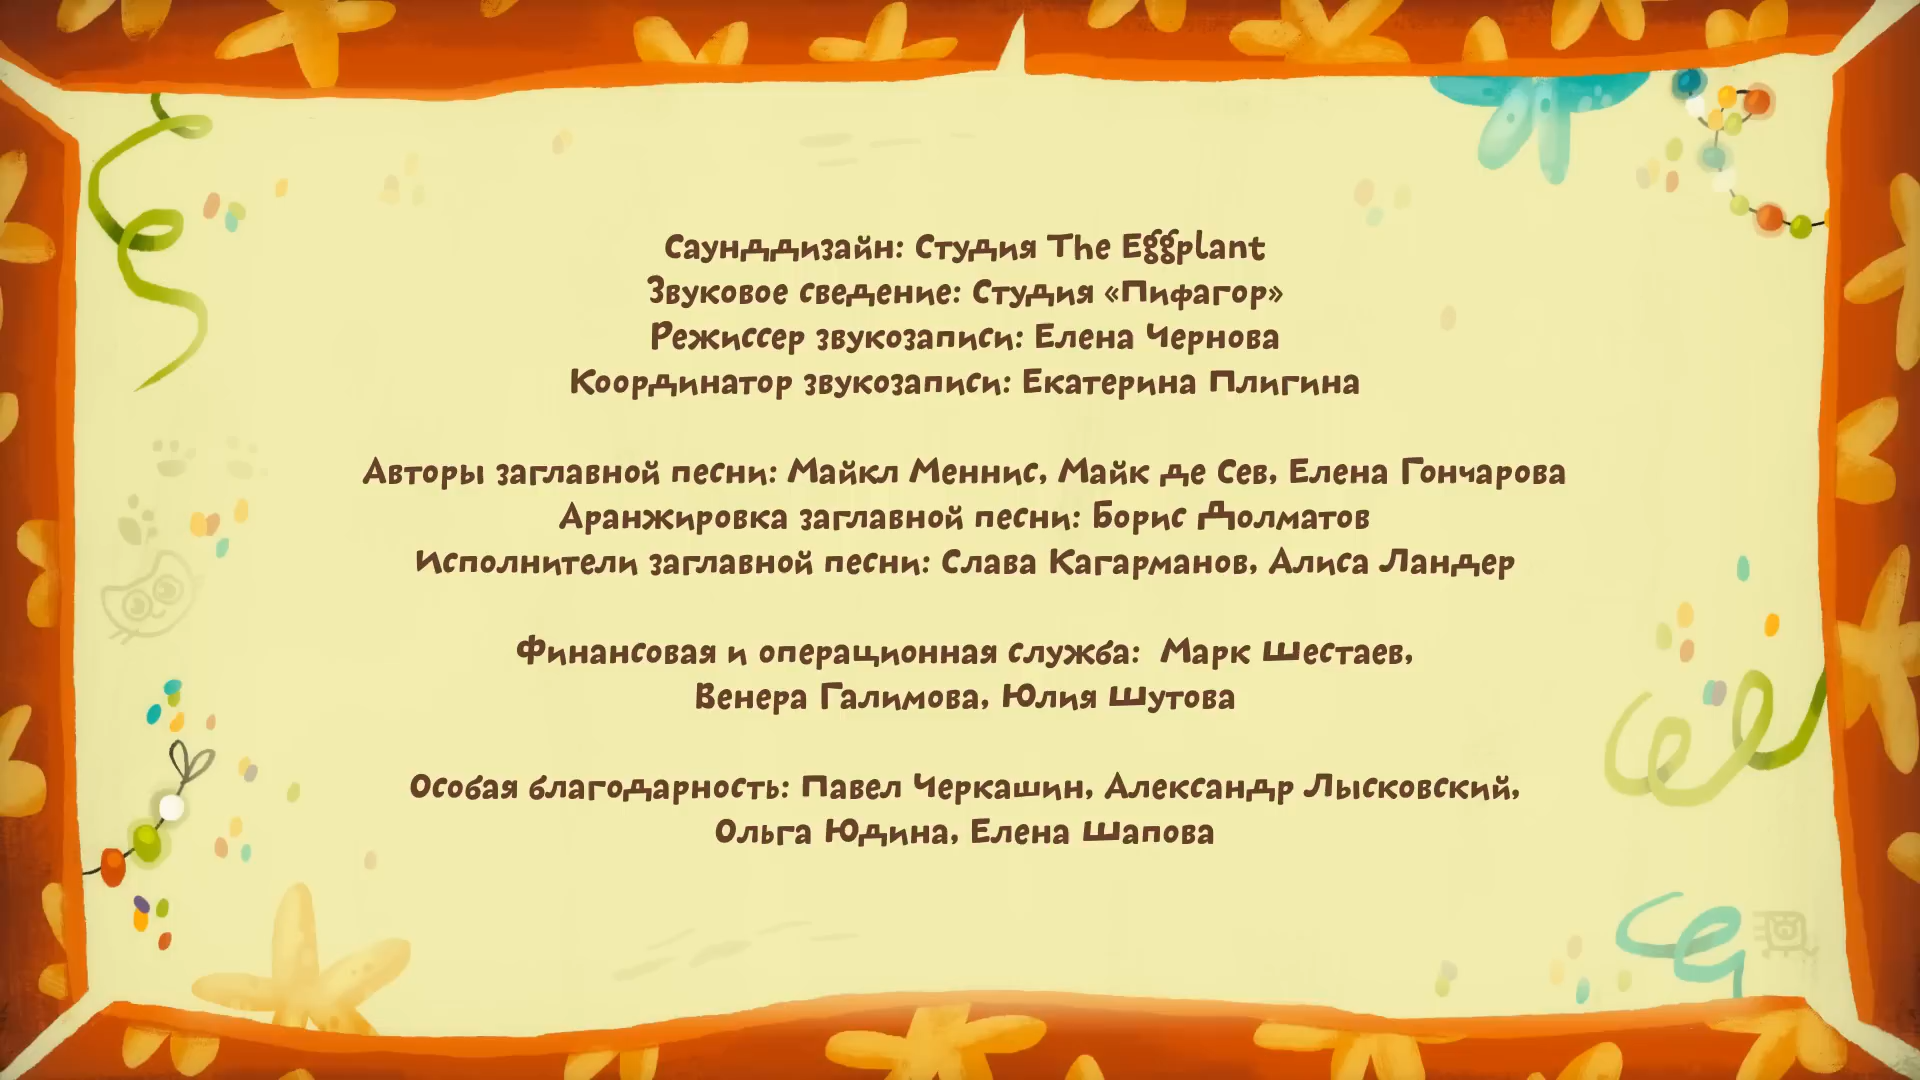 Саунддизайн: Студия The Eggplant
Звуковое сведение: Студия «Пифагор»
Режиссер звукозаписи: Елена Чернова
Координатор звукозаписи: Екатерина Плигина
Авторы заглавной песни: Майкл Меннис, Майк де Сев, Елена Гончарова
Аранжировка заглавной песни: Борис Долматов
Исполнители заглавной песни: Слава Кагарманов, Алиса Ландер
Финансовая и операционная служба: Марк Шестаев,
Венера Галимова, Юлия Шутова
Особая благодарность: Павел Черкашин, Александр Лысковский,
Ольга Юдина, Елена Шапова